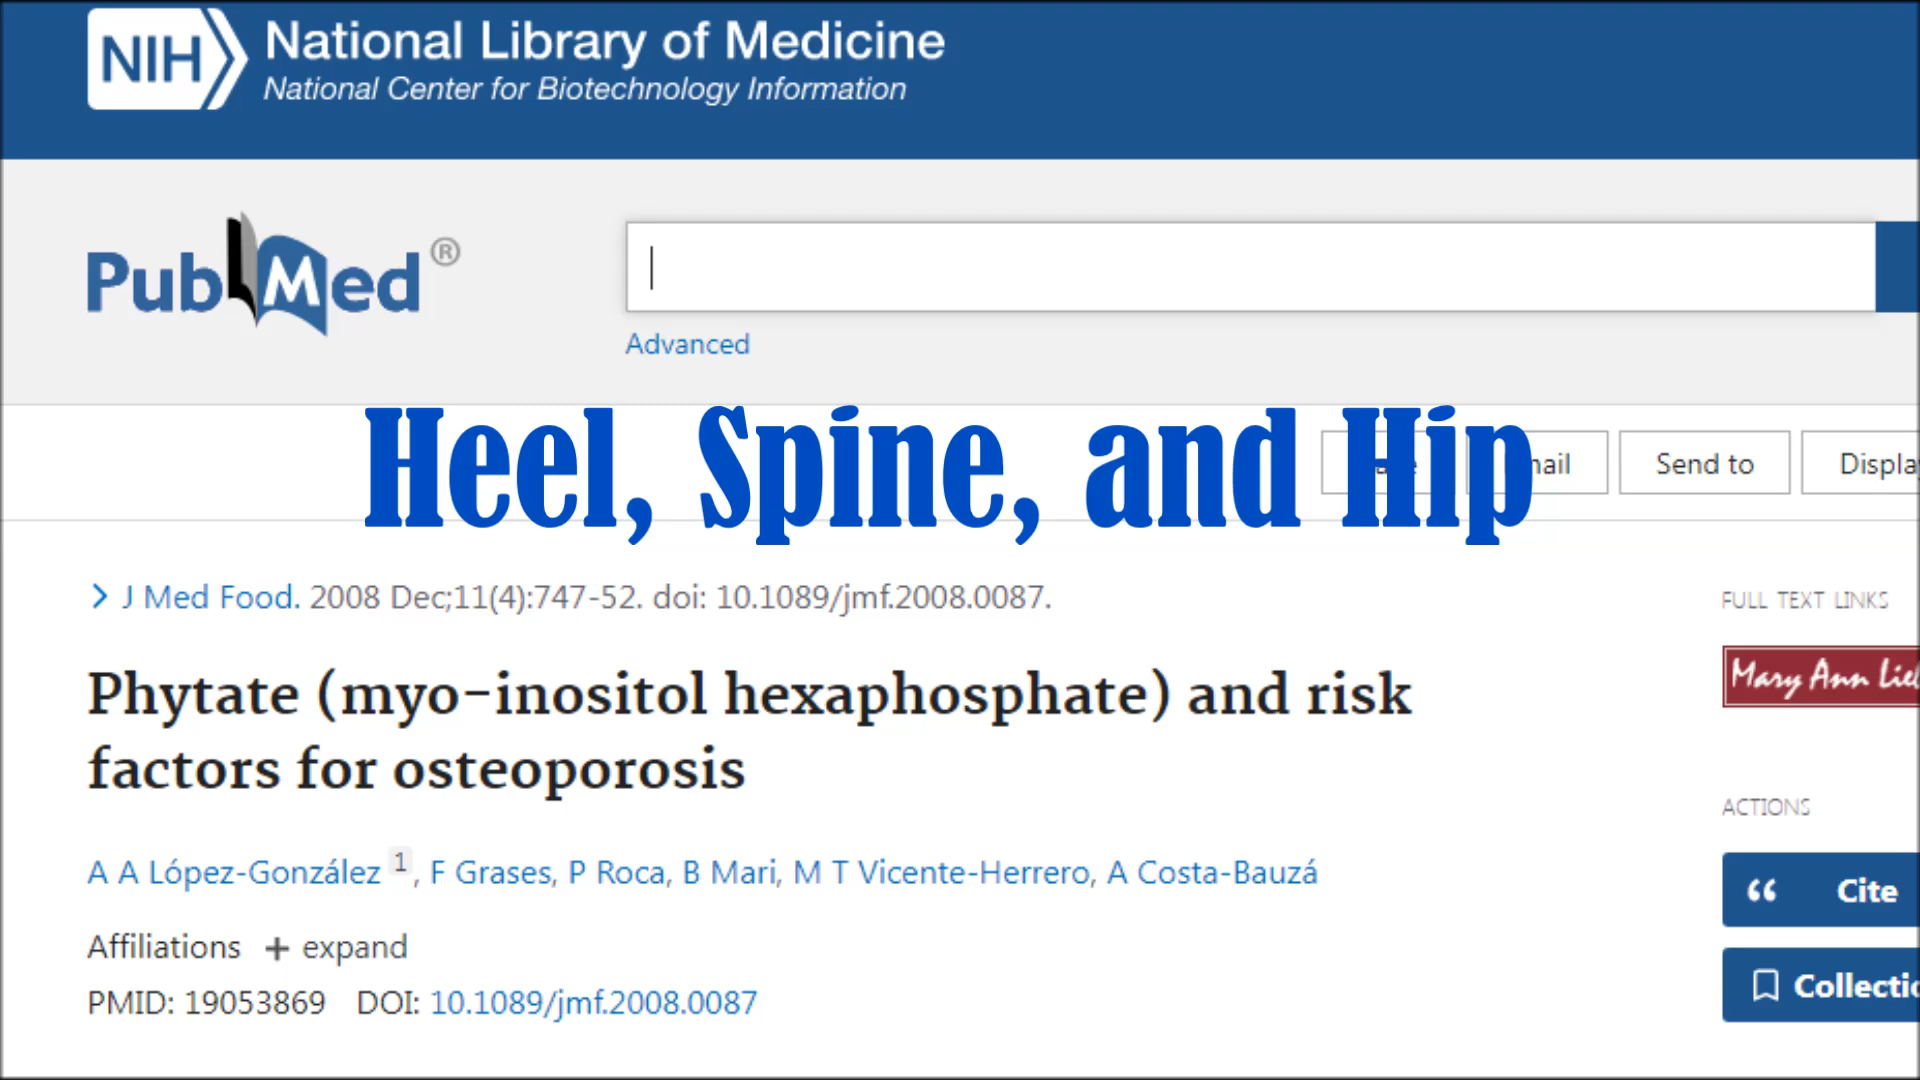 NIH National Library of Medicine
National Center for Biotechnology Information
PubMed®
Advanced
Heel, Spine, and Hip
Send to
> J Med Food. 2008 Dec;11(4):747-52. doi: 10.1089/jmf.2008.0087.
FULL TEXT LINKS
Phytate (myo-inositol hexaphosphate) and risk
factors for osteoporosis
Mary Ann
ACTIONS
A A López-González 1, F Grases, P Roca, B Mari, M T Vicente-Herrero, A Costa-Bauzá
Cite
Affiliations + expand
PMID: 19053869 DOI: 10.1089/jmf.2008.0087